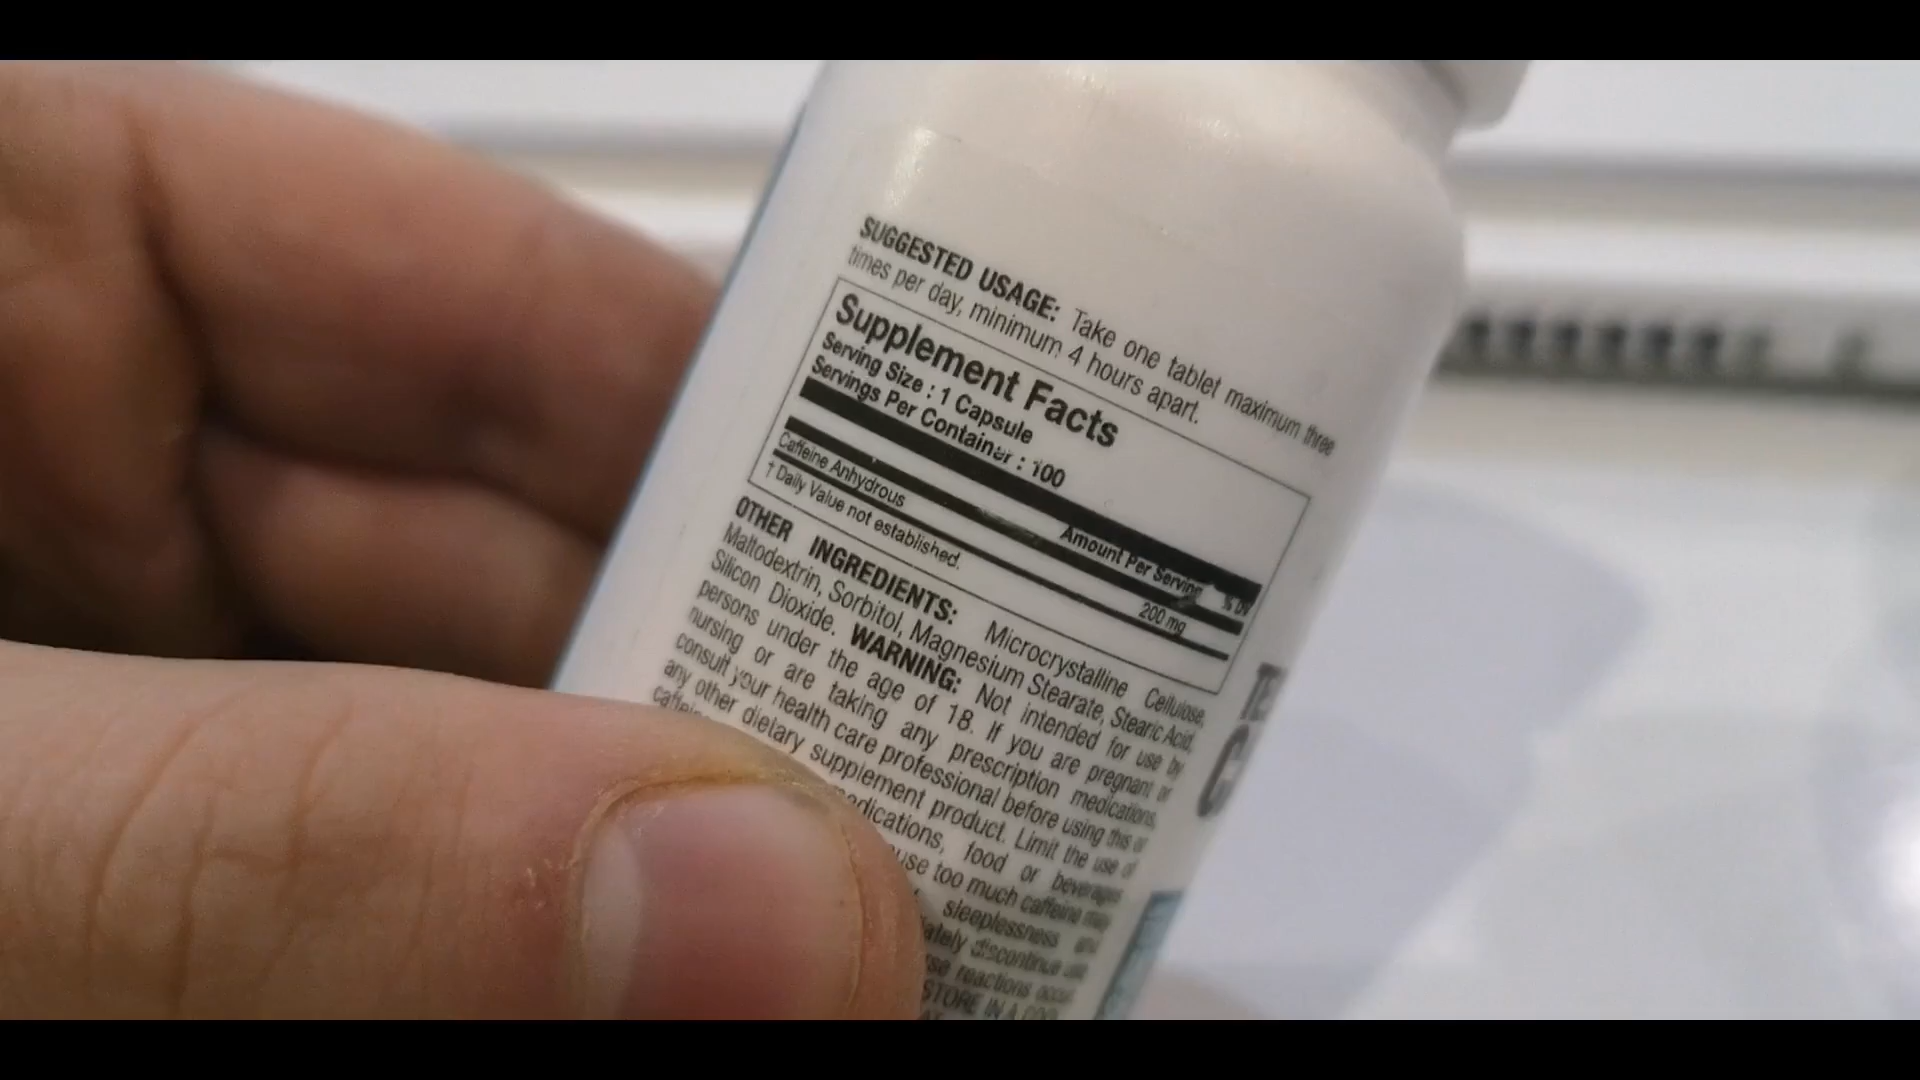 SUGGESTED USAGE: Take one tablet maximum three
times per day, minimum 4 hours apart.
Supplement Facts
Serving Size : 1 Capsule
Servings Per Container : 100
Amount Per Serving
Caffeine Anhydrous 200 mg
† Daily Value not established.
OTHER INGREDIENTS: Microcrystalline Cellulose,
Maltodextrin, Sorbitol, Magnesium Stearate, Stearic Acid,
Silicon Dioxide. WARNING: Not intended for use by
persons under the age of 18. If you are pregnant or
nursing or are taking any prescription medications,
consult your health care professional before using this or
any other dietary supplement product. Limit the use of
food or beverages
too much caffeine may
sleeplessness and
discontinue use
reactions occur
STORE IN A COOL